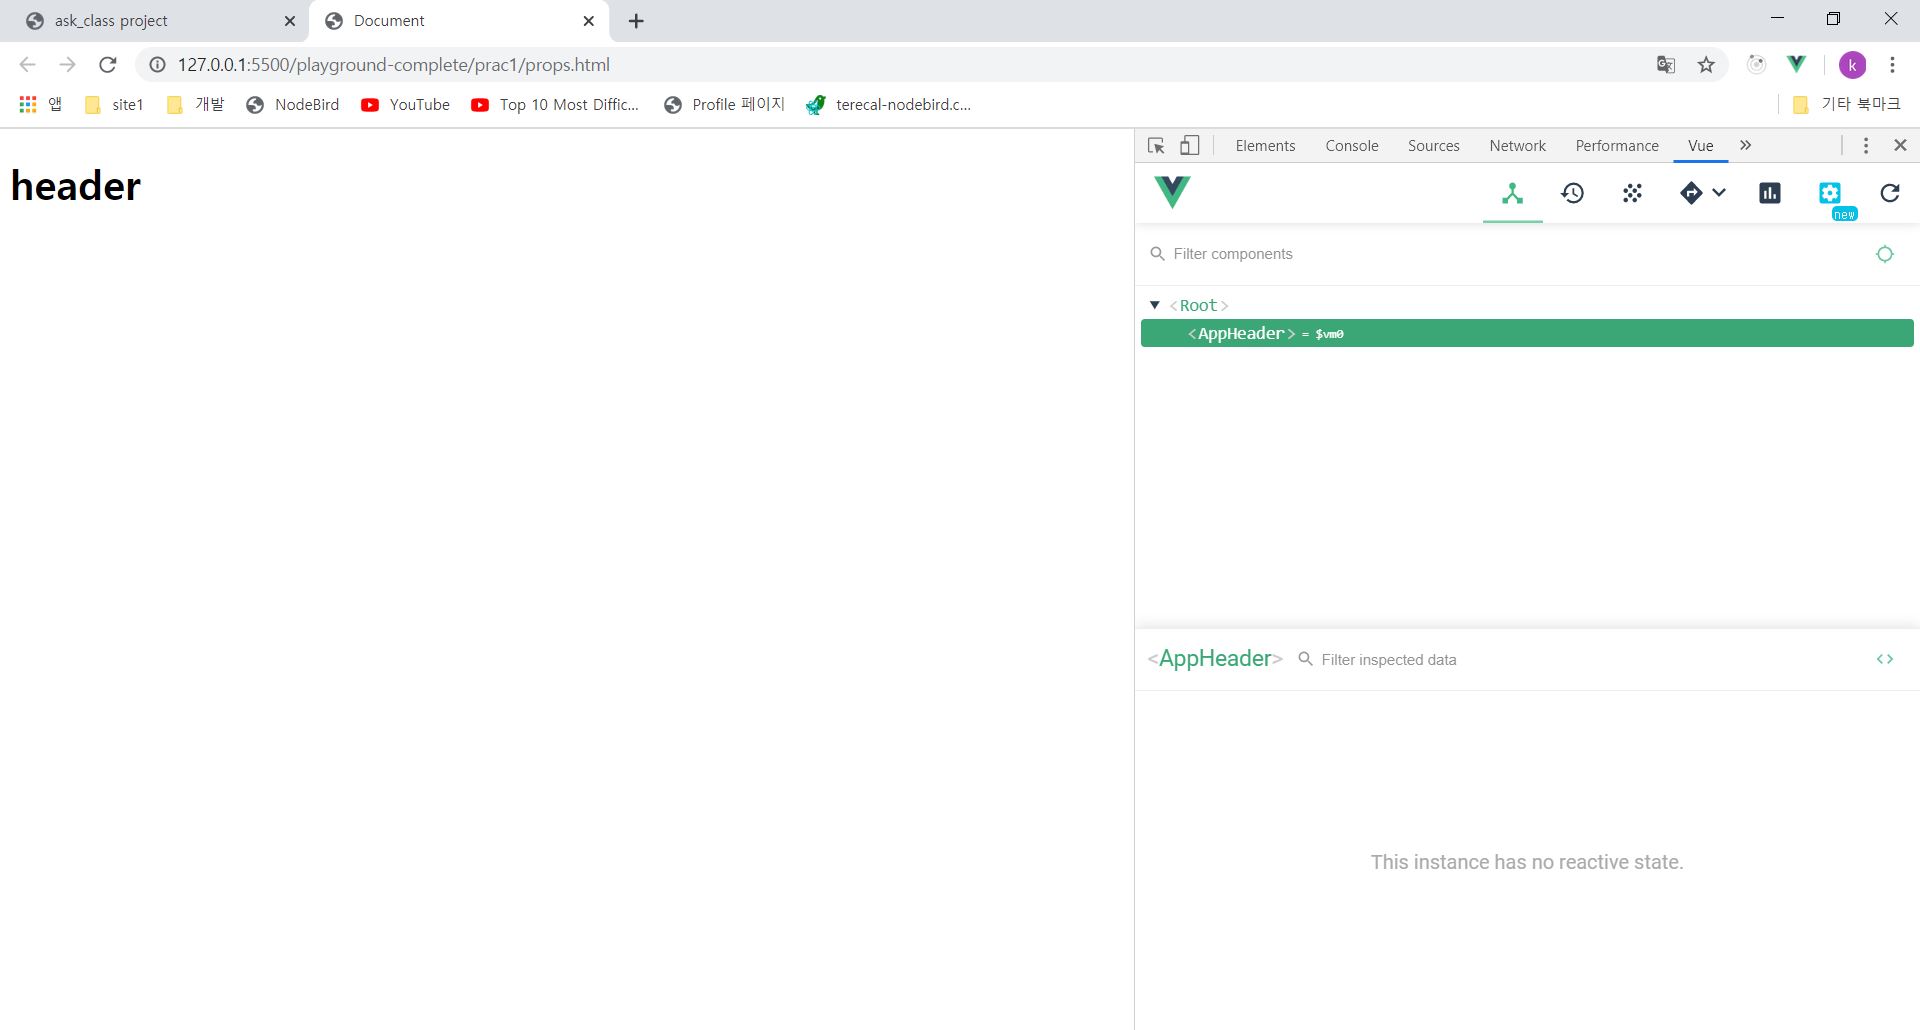 ask_class project
Document
127.0.0.1:5500/playground-complete/prac1/props.html
k
앱 site1 개발 NodeBird YouTube Top 10 Most Diffic... Profile 페이지 terecal-nodebird.c... 기타 북마크
header
Elements Console Sources Network Performance Vue »
new
Filter components
<Root>
<AppHeader> = $vm0
<AppHeader> Filter inspected data
This instance has no reactive state.